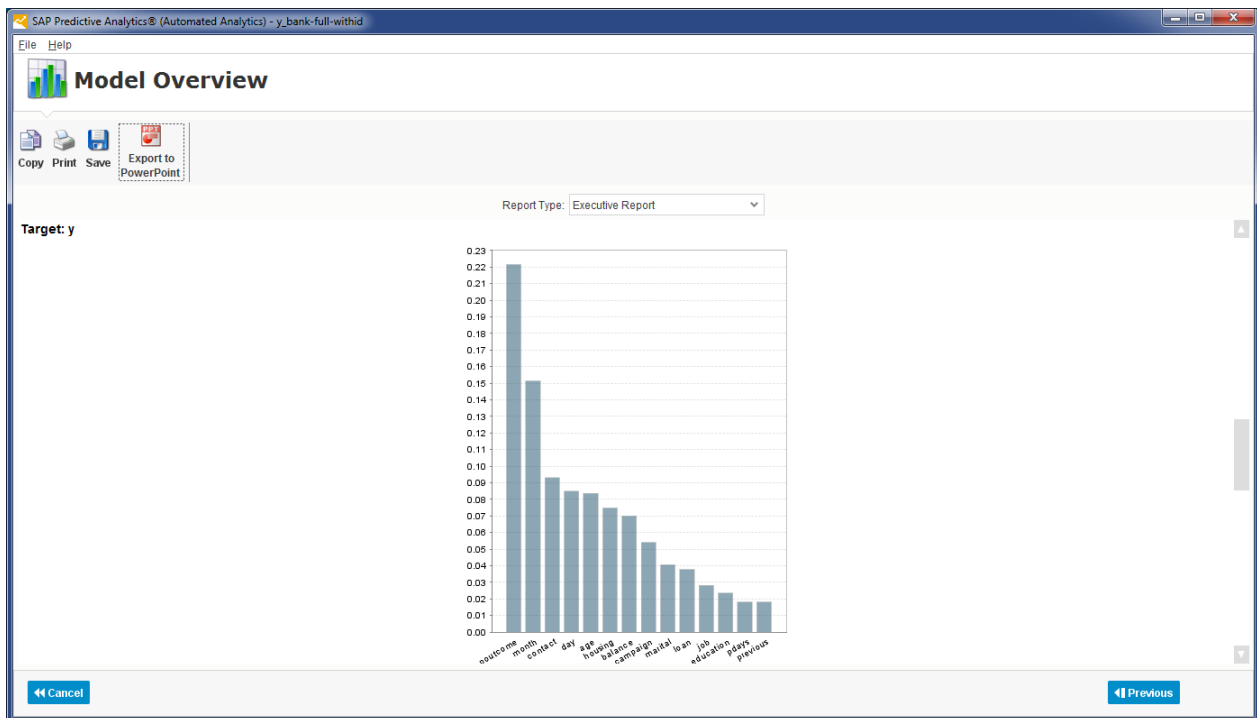 SAP Predictive Analytics® (Automated Analytics) - y_bank-full-withid
File Help
Model Overview
Copy Print Save Export to PowerPoint
Report Type: Executive Report
Target: y
0.23
0.22
0.21
0.20
0.19
0.18
0.17
0.16
0.15
0.14
0.13
0.12
0.11
0.10
0.09
0.08
0.07
0.06
0.05
0.04
0.03
0.02
0.01
0.00
poutcome month contact day age housing balance campaign marital loan job education pdays previous
Cancel
Previous